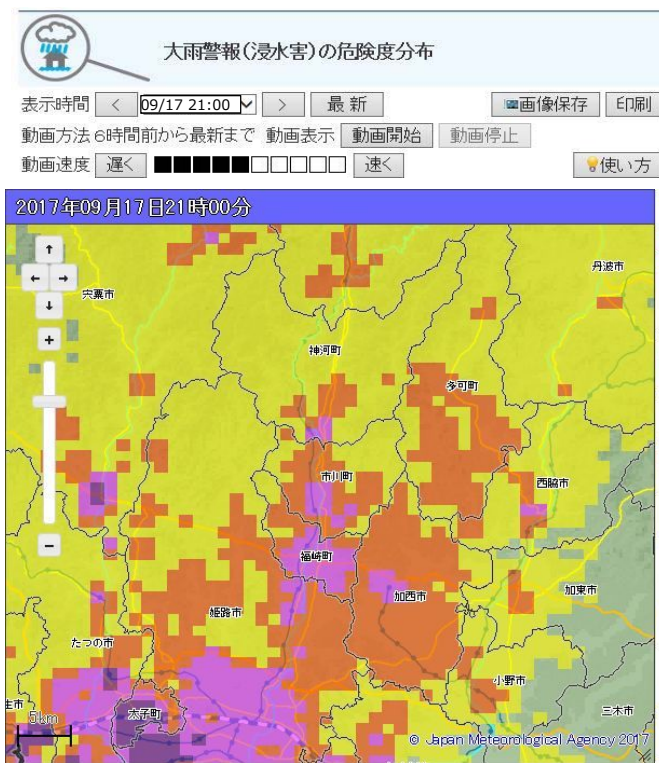 大雨警報(浸水害)の危険度分布
表示時間 < 09/17 21:00 > 最 新 画像保存 印刷
動画方法 6時間前から最新まで 動画表示 動画開始 動画停止
動画速度 遅く 速く 使い方
2017年09月17日21時00分
丹波市
宍粟市
神河町
多可町
市川町
西脇市
福崎町
加西市
加東市
姫路市
たつの市
小野市
生市
太子町
三木市
5km
© Japan Meteorological Agency 2017